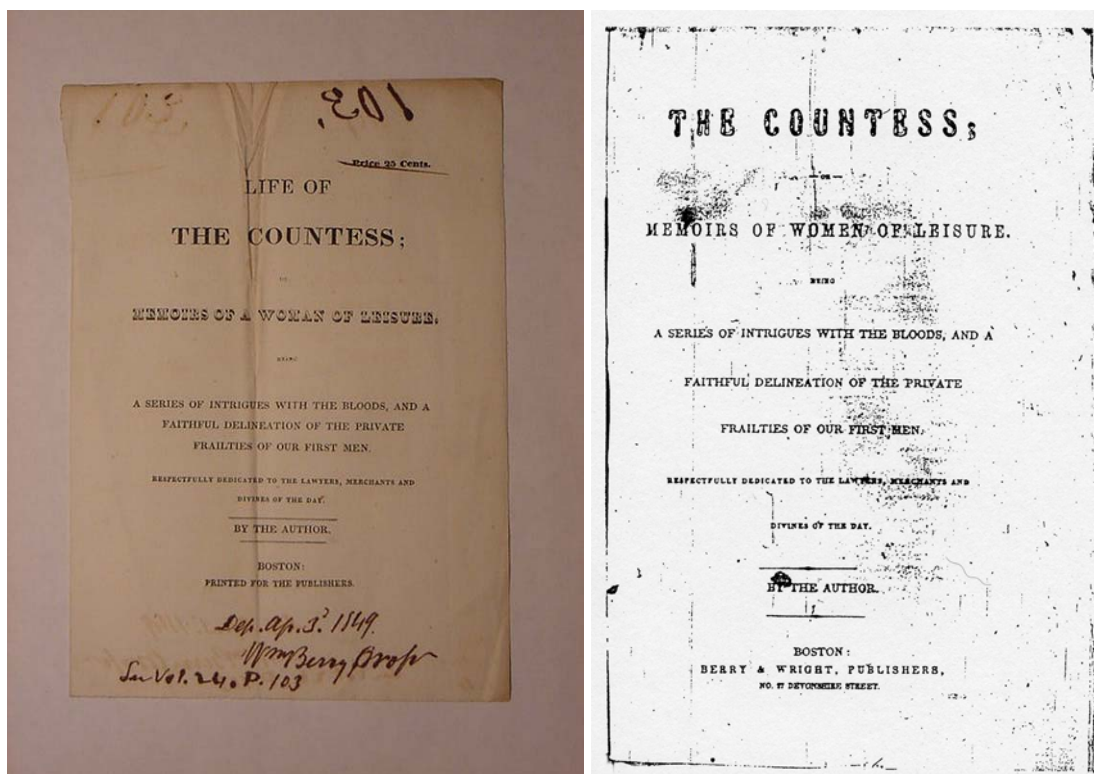 103.
Price 25 Cents.
LIFE OF
THE COUNTESS;
OR
MEMOIRS OF A WOMAN OF LEISURE,
BEING
A SERIES OF INTRIGUES WITH THE BLOODS, AND A
FAITHFUL DELINEATION OF THE PRIVATE
FRAILTIES OF OUR FIRST MEN.
RESPECTFULLY DEDICATED TO THE LAWYERS, MERCHANTS AND
DIVINES OF THE DAY.
BY THE AUTHOR.
BOSTON:
PRINTED FOR THE PUBLISHERS.
Dep. Ap. 3. 1849.
Wm Berry Propr
See Vol. 24. P. 103
THE COUNTESS;
—OR—
MEMOIRS OF WOMEN OF LEISURE.
BEING
A SERIES OF INTRIGUES WITH THE BLOODS, AND A
FAITHFUL DELINEATION OF THE PRIVATE
FRAILTIES OF OUR FIRST MEN.
RESPECTFULLY DEDICATED TO THE LAWYERS, MERCHANTS AND
DIVINES OF THE DAY.
BY THE AUTHOR.
BOSTON:
BERRY & WRIGHT, PUBLISHERS,
NO. 17 DEVONSHIRE STREET.